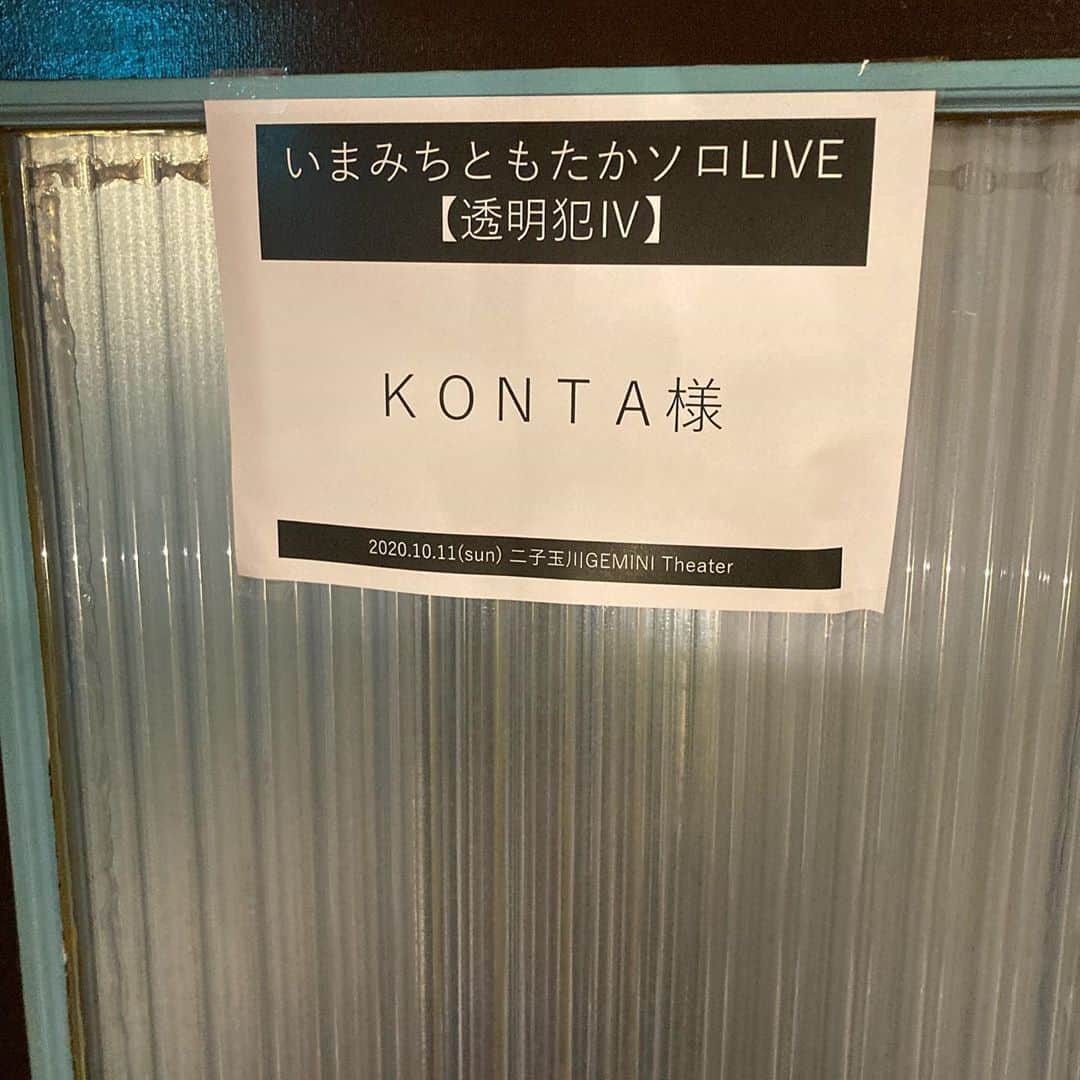 いまみちともたかソロLIVE
【透明犯IV】
ＫＯＮＴＡ様
2020.10.11(sun) 二子玉川GEMINI Theater